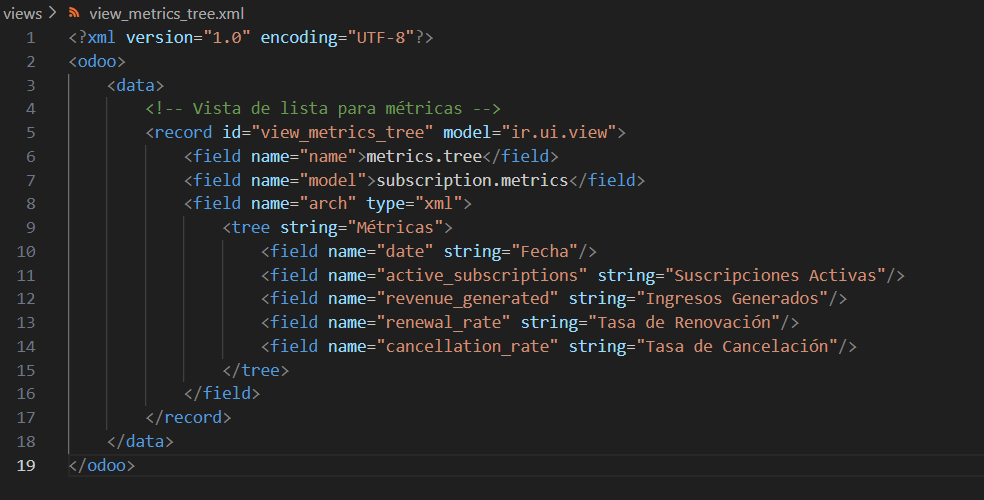 views > view_metrics_tree.xml
1 <?xml version="1.0" encoding="UTF-8"?>
2 <odoo>
3     <data>
4         <!-- Vista de lista para métricas -->
5         <record id="view_metrics_tree" model="ir.ui.view">
6             <field name="name">metrics.tree</field>
7             <field name="model">subscription.metrics</field>
8             <field name="arch" type="xml">
9                 <tree string="Métricas">
10                     <field name="date" string="Fecha"/>
11                     <field name="active_subscriptions" string="Suscripciones Activas"/>
12                     <field name="revenue_generated" string="Ingresos Generados"/>
13                     <field name="renewal_rate" string="Tasa de Renovación"/>
14                     <field name="cancellation_rate" string="Tasa de Cancelación"/>
15                 </tree>
16             </field>
17         </record>
18     </data>
19 </odoo>